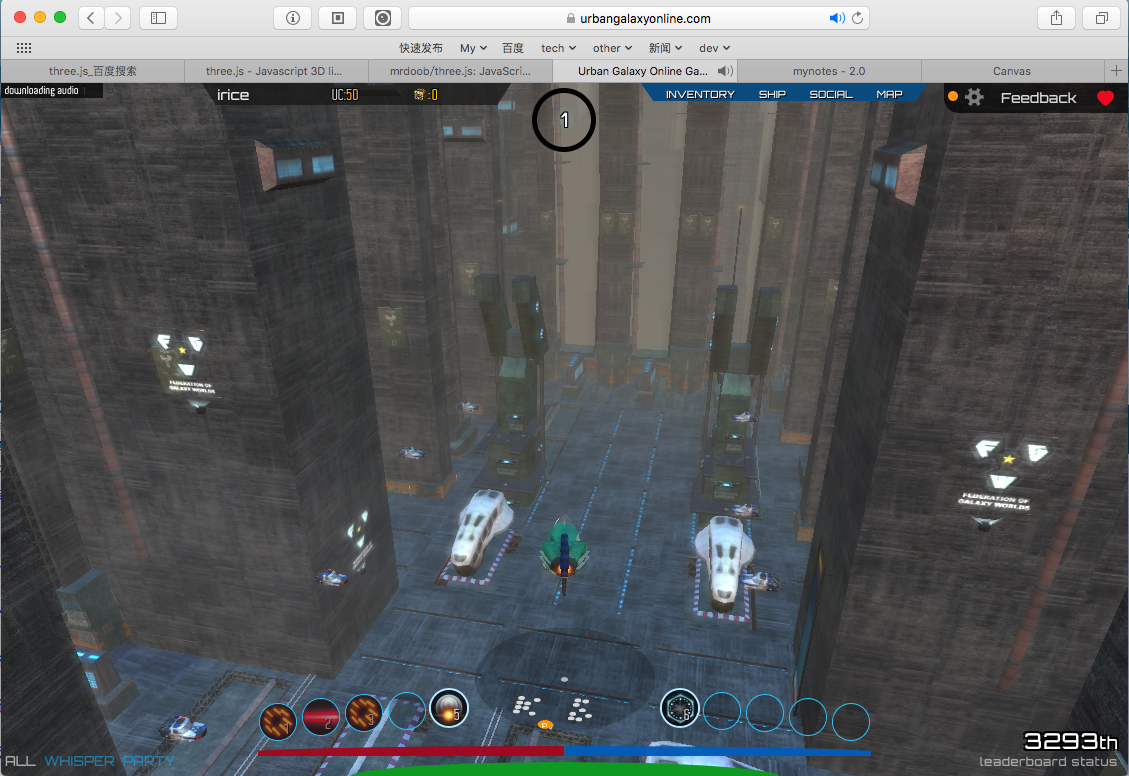 urbangalaxyonline.com
快速发布 My 百度 tech other 新闻 dev
three.js_百度搜索 three.js - Javascript 3D li... mrdoob/three.js: JavaScri... Urban Galaxy Online Ga... mynotes - 2.0 Canvas
downloading audio
irice UC:50 :0 INVENTORY SHIP SOCIAL MAP Feedback
1
FEDERATION OF
GALAXY WORLDS
F G
FEDERATION OF
GALAXY WORLDS
2 3 5 6
3293th
ALL WHISPER PARTY leaderboard status